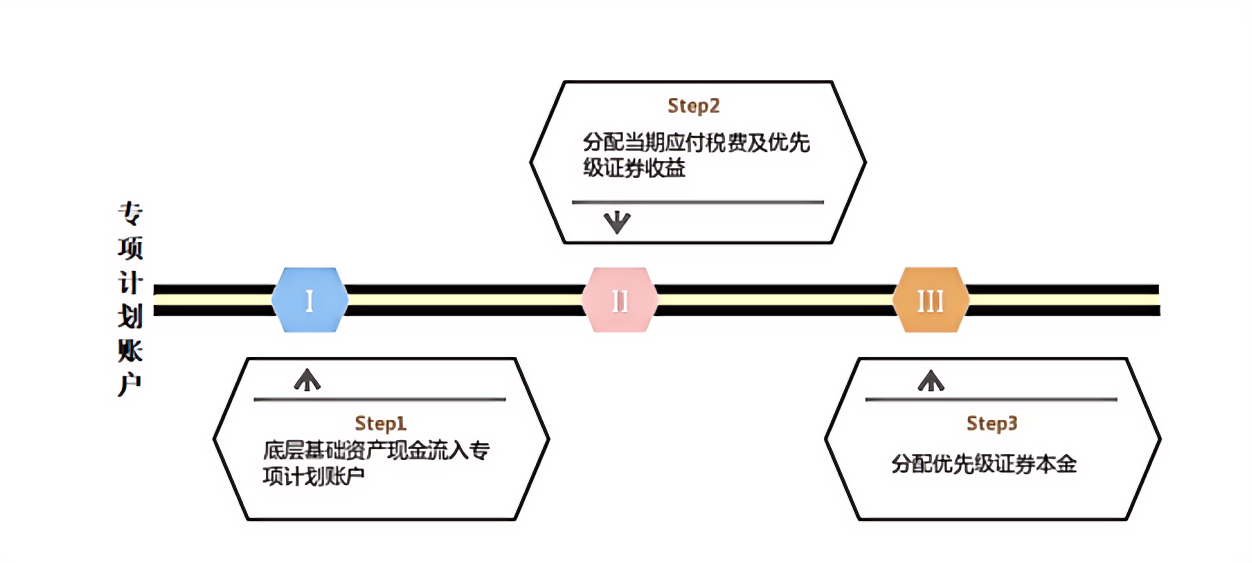 专项计划账户
I
Step1
底层基础资产现金流入专
项计划账户
II
Step2
分配当期应付税费及优先
级证券收益
III
Step3
分配优先级证券本金